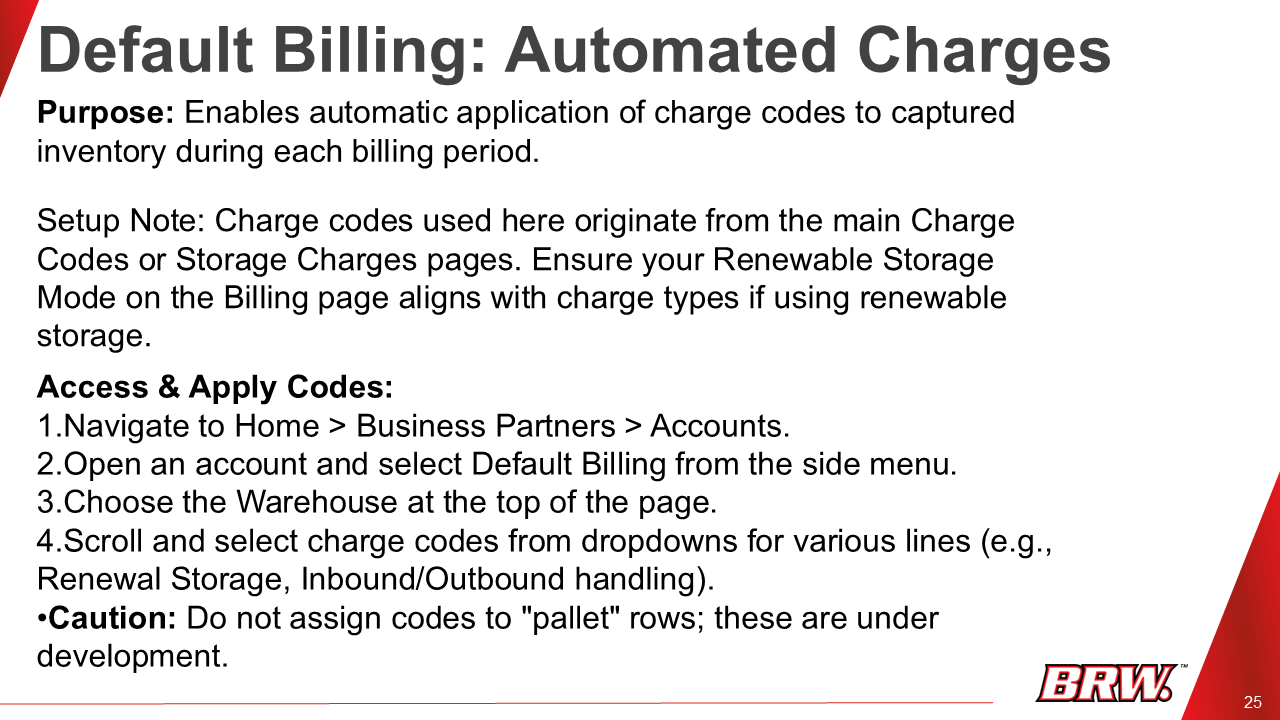 Default Billing: Automated Charges
Purpose: Enables automatic application of charge codes to captured
inventory during each billing period.
Setup Note: Charge codes used here originate from the main Charge
Codes or Storage Charges pages. Ensure your Renewable Storage
Mode on the Billing page aligns with charge types if using renewable
storage.
Access & Apply Codes:
1.Navigate to Home > Business Partners > Accounts.
2.Open an account and select Default Billing from the side menu.
3.Choose the Warehouse at the top of the page.
4.Scroll and select charge codes from dropdowns for various lines (e.g.,
Renewal Storage, Inbound/Outbound handling).
•Caution: Do not assign codes to "pallet" rows; these are under
development.
BRW.™
25